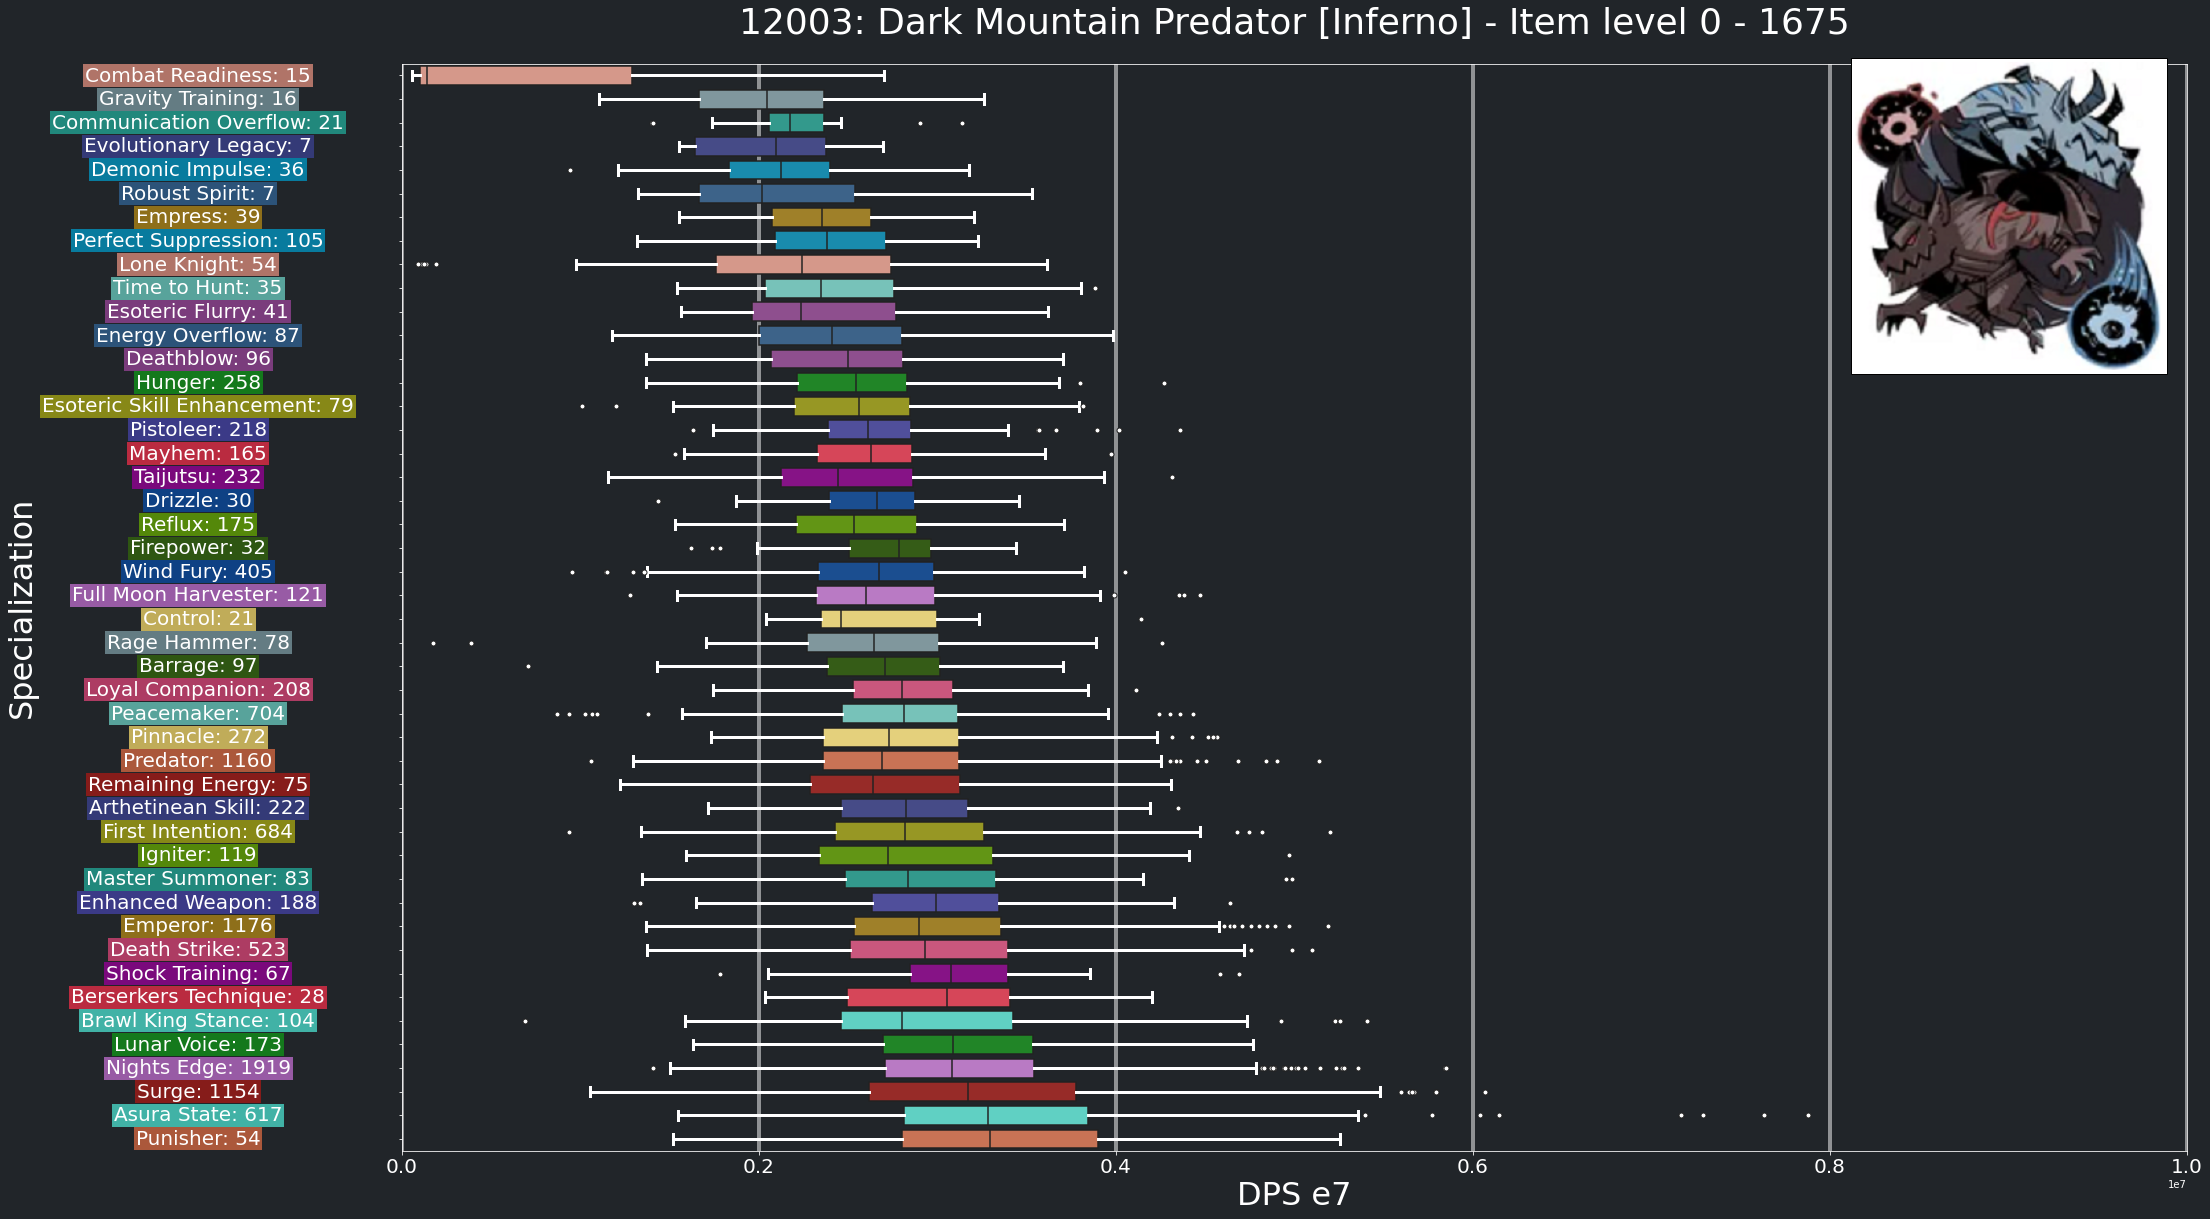 12003: Dark Mountain Predator [Inferno] - Item level 0 - 1675
Specialization
Combat Readiness: 15
Gravity Training: 16
Communication Overflow: 21
Evolutionary Legacy: 7
Demonic Impulse: 36
Robust Spirit: 7
Empress: 39
Perfect Suppression: 105
Lone Knight: 54
Time to Hunt: 35
Esoteric Flurry: 41
Energy Overflow: 87
Deathblow: 96
Hunger: 258
Esoteric Skill Enhancement: 79
Pistoleer: 218
Mayhem: 165
Taijutsu: 232
Drizzle: 30
Reflux: 175
Firepower: 32
Wind Fury: 405
Full Moon Harvester: 121
Control: 21
Rage Hammer: 78
Barrage: 97
Loyal Companion: 208
Peacemaker: 704
Pinnacle: 272
Predator: 1160
Remaining Energy: 75
Arthetinean Skill: 222
First Intention: 684
Igniter: 119
Master Summoner: 83
Enhanced Weapon: 188
Emperor: 1176
Death Strike: 523
Shock Training: 67
Berserkers Technique: 28
Brawl King Stance: 104
Lunar Voice: 173
Nights Edge: 1919
Surge: 1154
Asura State: 617
Punisher: 54
0.0 0.2 0.4 0.6 0.8 1.0
1e7
DPS e7